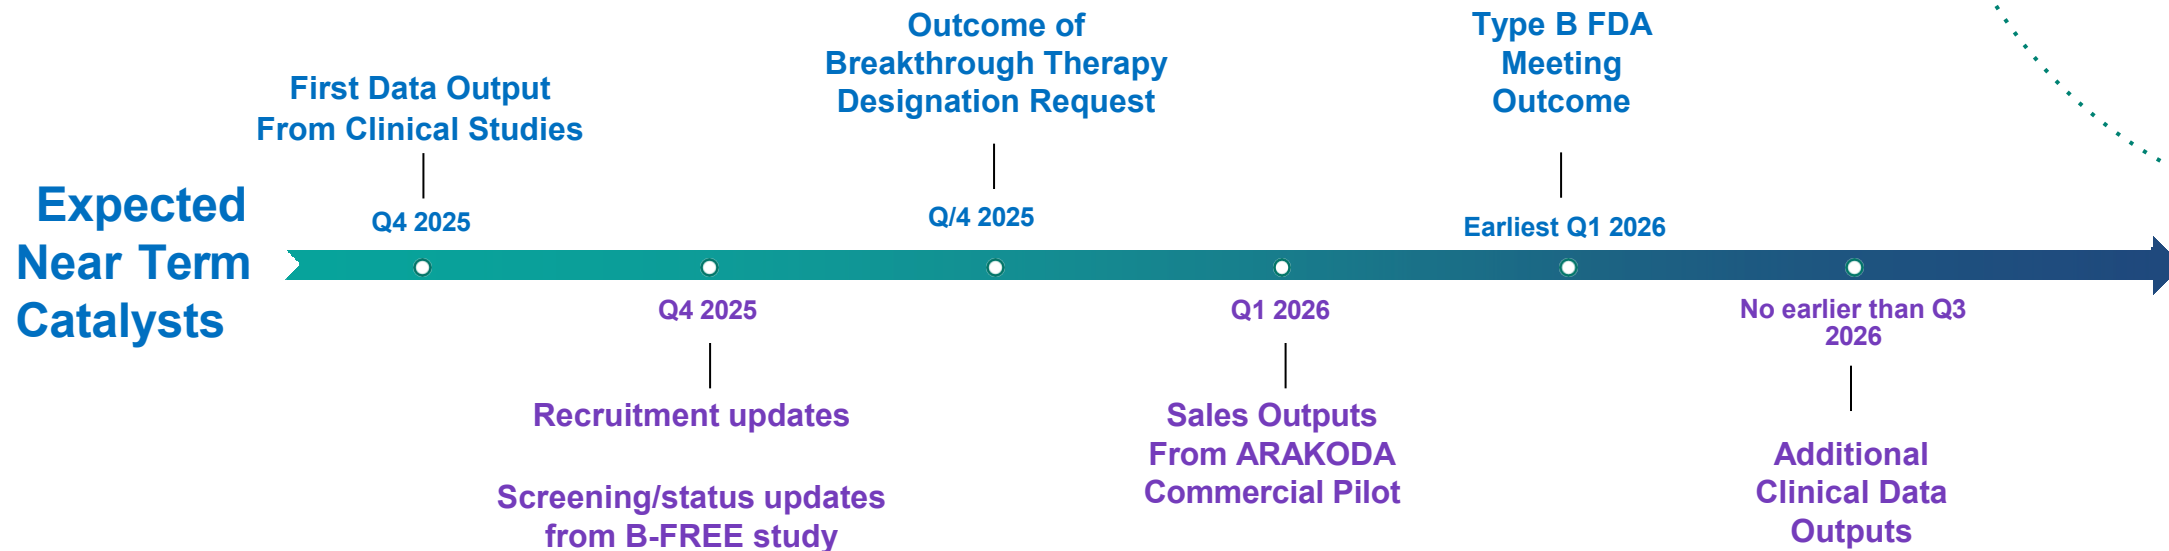 Expected
Near Term
Catalysts
First Data Output
From Clinical Studies
Q4 2025
Q4 2025
Recruitment updates
Screening/status updates
from B-FREE study
Outcome of
Breakthrough Therapy
Designation Request
Q/4 2025
Q1 2026
Sales Outputs
From ARAKODA
Commercial Pilot
Type B FDA
Meeting
Outcome
Earliest Q1 2026
No earlier than Q3
2026
Additional
Clinical Data
Outputs